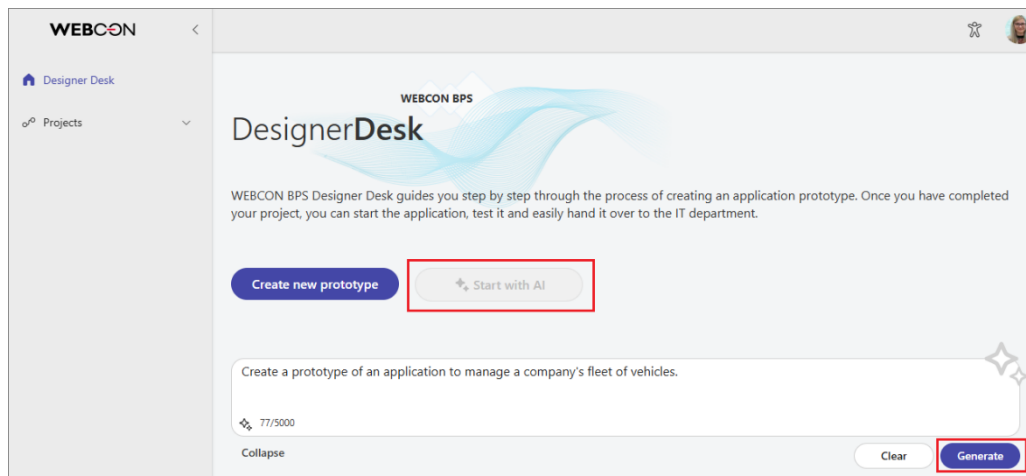 WEBCON
Designer Desk
Projects
WEBCON BPS
DesignerDesk
WEBCON BPS Designer Desk guides you step by step through the process of creating an application prototype. Once you have completed
your project, you can start the application, test it and easily hand it over to the IT department.
Create new prototype
Start with AI
Create a prototype of an application to manage a company's fleet of vehicles.
77/5000
Collapse
Clear
Generate